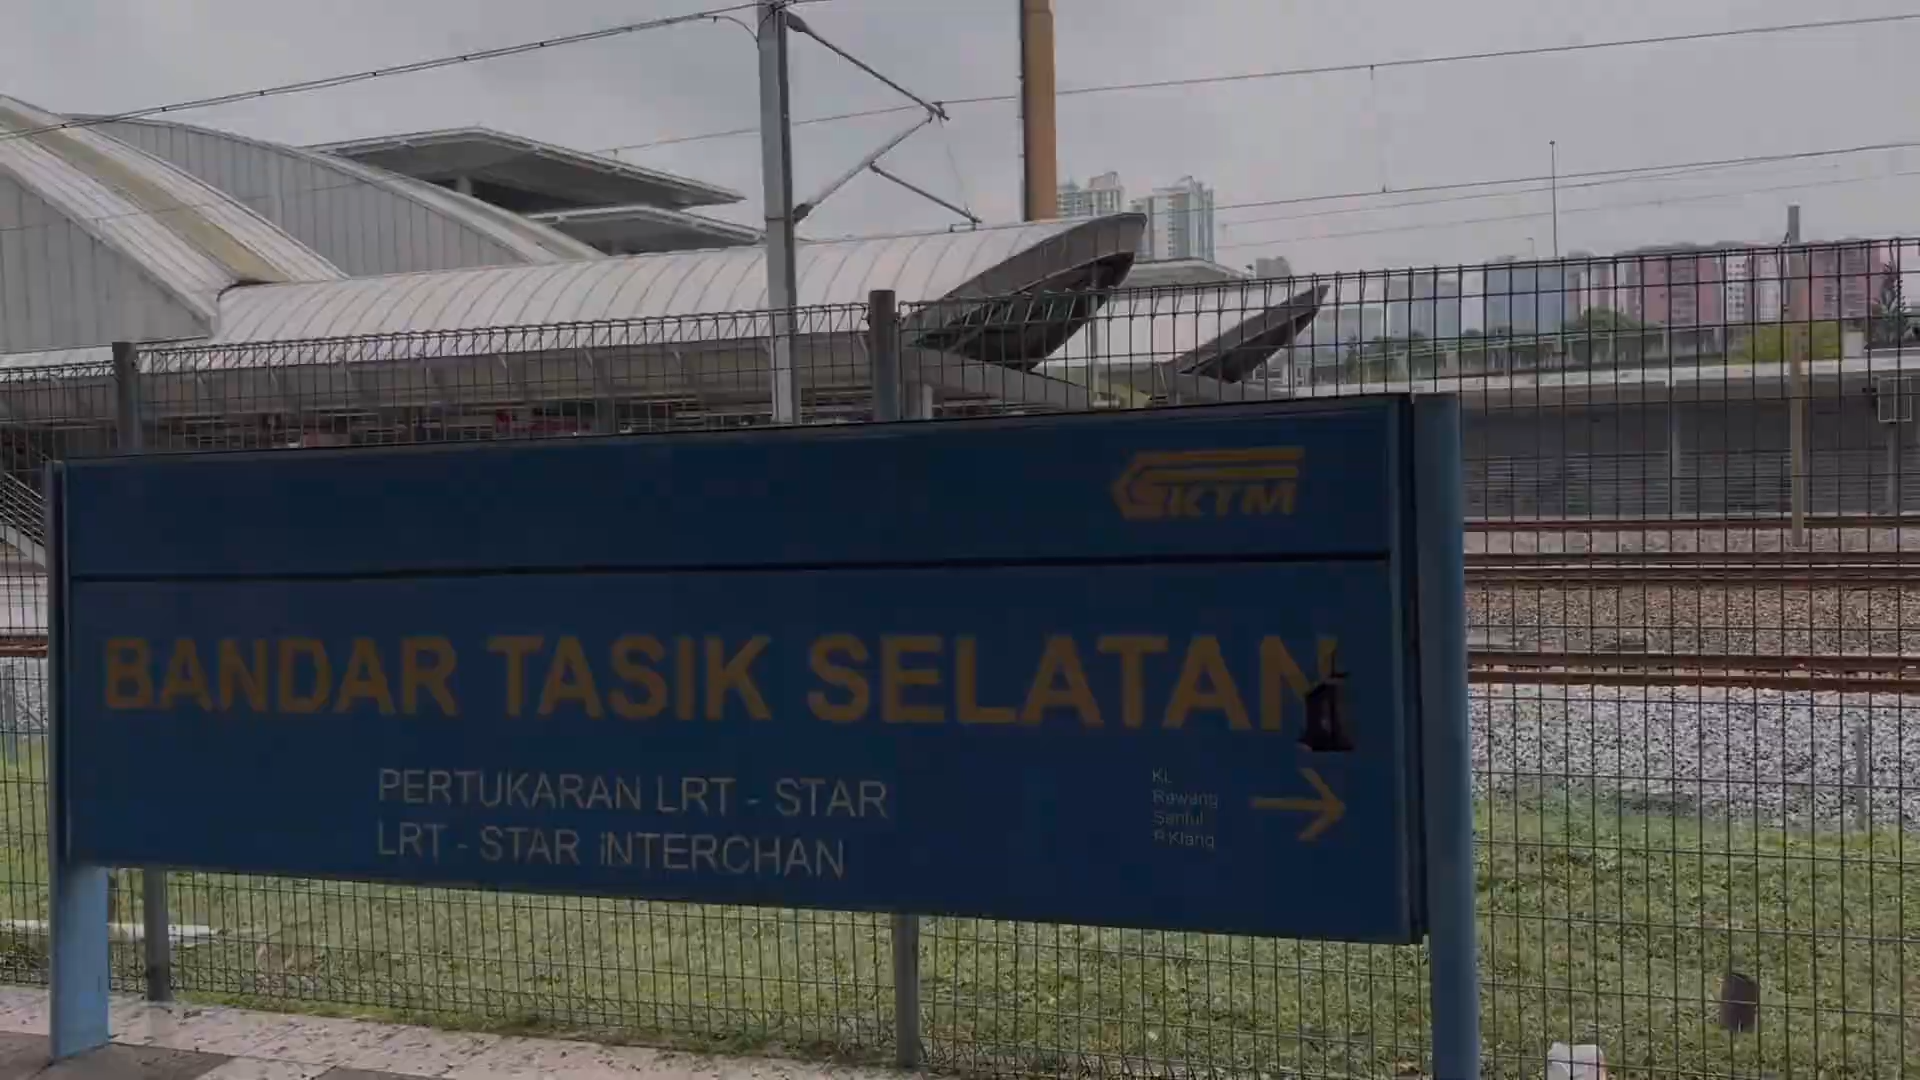 KTM
BANDAR TASIK SELATAN
PERTUKARAN LRT - STAR
LRT - STAR INTERCHAN
KL
Rawang
Sentul
P.Klang